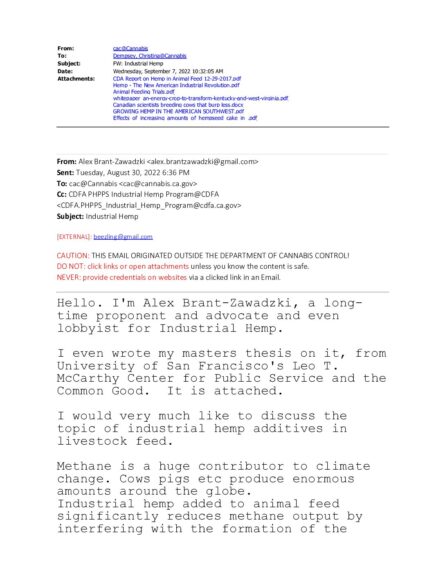 From: cac@Cannabis
To: Dempsey, Christina@Cannabis
Subject: FW: Industrial Hemp
Date: Wednesday, September 7, 2022 10:32:05 AM
Attachments: CDA Report on Hemp in Animal Feed 12-29-2017.pdf
Hemp - The New American Industrial Revolution.pdf
Animal Feeding Trials.pdf
whitepaper_an-energy-crop-to-transform-kentucky-and-west-virginia.pdf
Canadian scientists breeding cows that burp less.docx
GROWING HEMP IN THE AMERICAN SOUTHWEST.pdf
Effects of increasing amounts of hempseed cake in .pdf
From: Alex Brant-Zawadzki <alex.brantzawadzki@gmail.com>
Sent: Tuesday, August 30, 2022 6:36 PM
To: cac@Cannabis <cac@cannabis.ca.gov>
Cc: CDFA PHPPS Industrial Hemp Program@CDFA
<CDFA.PHPPS_Industrial_Hemp_Program@cdfa.ca.gov>
Subject: Industrial Hemp
[EXTERNAL]:
CAUTION: THIS EMAIL ORIGINATED OUTSIDE THE DEPARTMENT OF CANNABIS CONTROL!
DO NOT: click links or open attachments unless you know the content is safe.
NEVER: provide credentials on websites via a clicked link in an Email.
Hello. I'm Alex Brant-Zawadzki, a long-
time proponent and advocate and even
lobbyist for Industrial Hemp.
I even wrote my masters thesis on it, from
University of San Francisco's Leo T.
McCarthy Center for Public Service and the
Common Good. It is attached.
I would very much like to discuss the
topic of industrial hemp additives in
livestock feed.
Methane is a huge contributor to climate
change. Cows pigs etc produce enormous
amounts around the globe.
Industrial hemp added to animal feed
significantly reduces methane output by
interfering with the formation of the